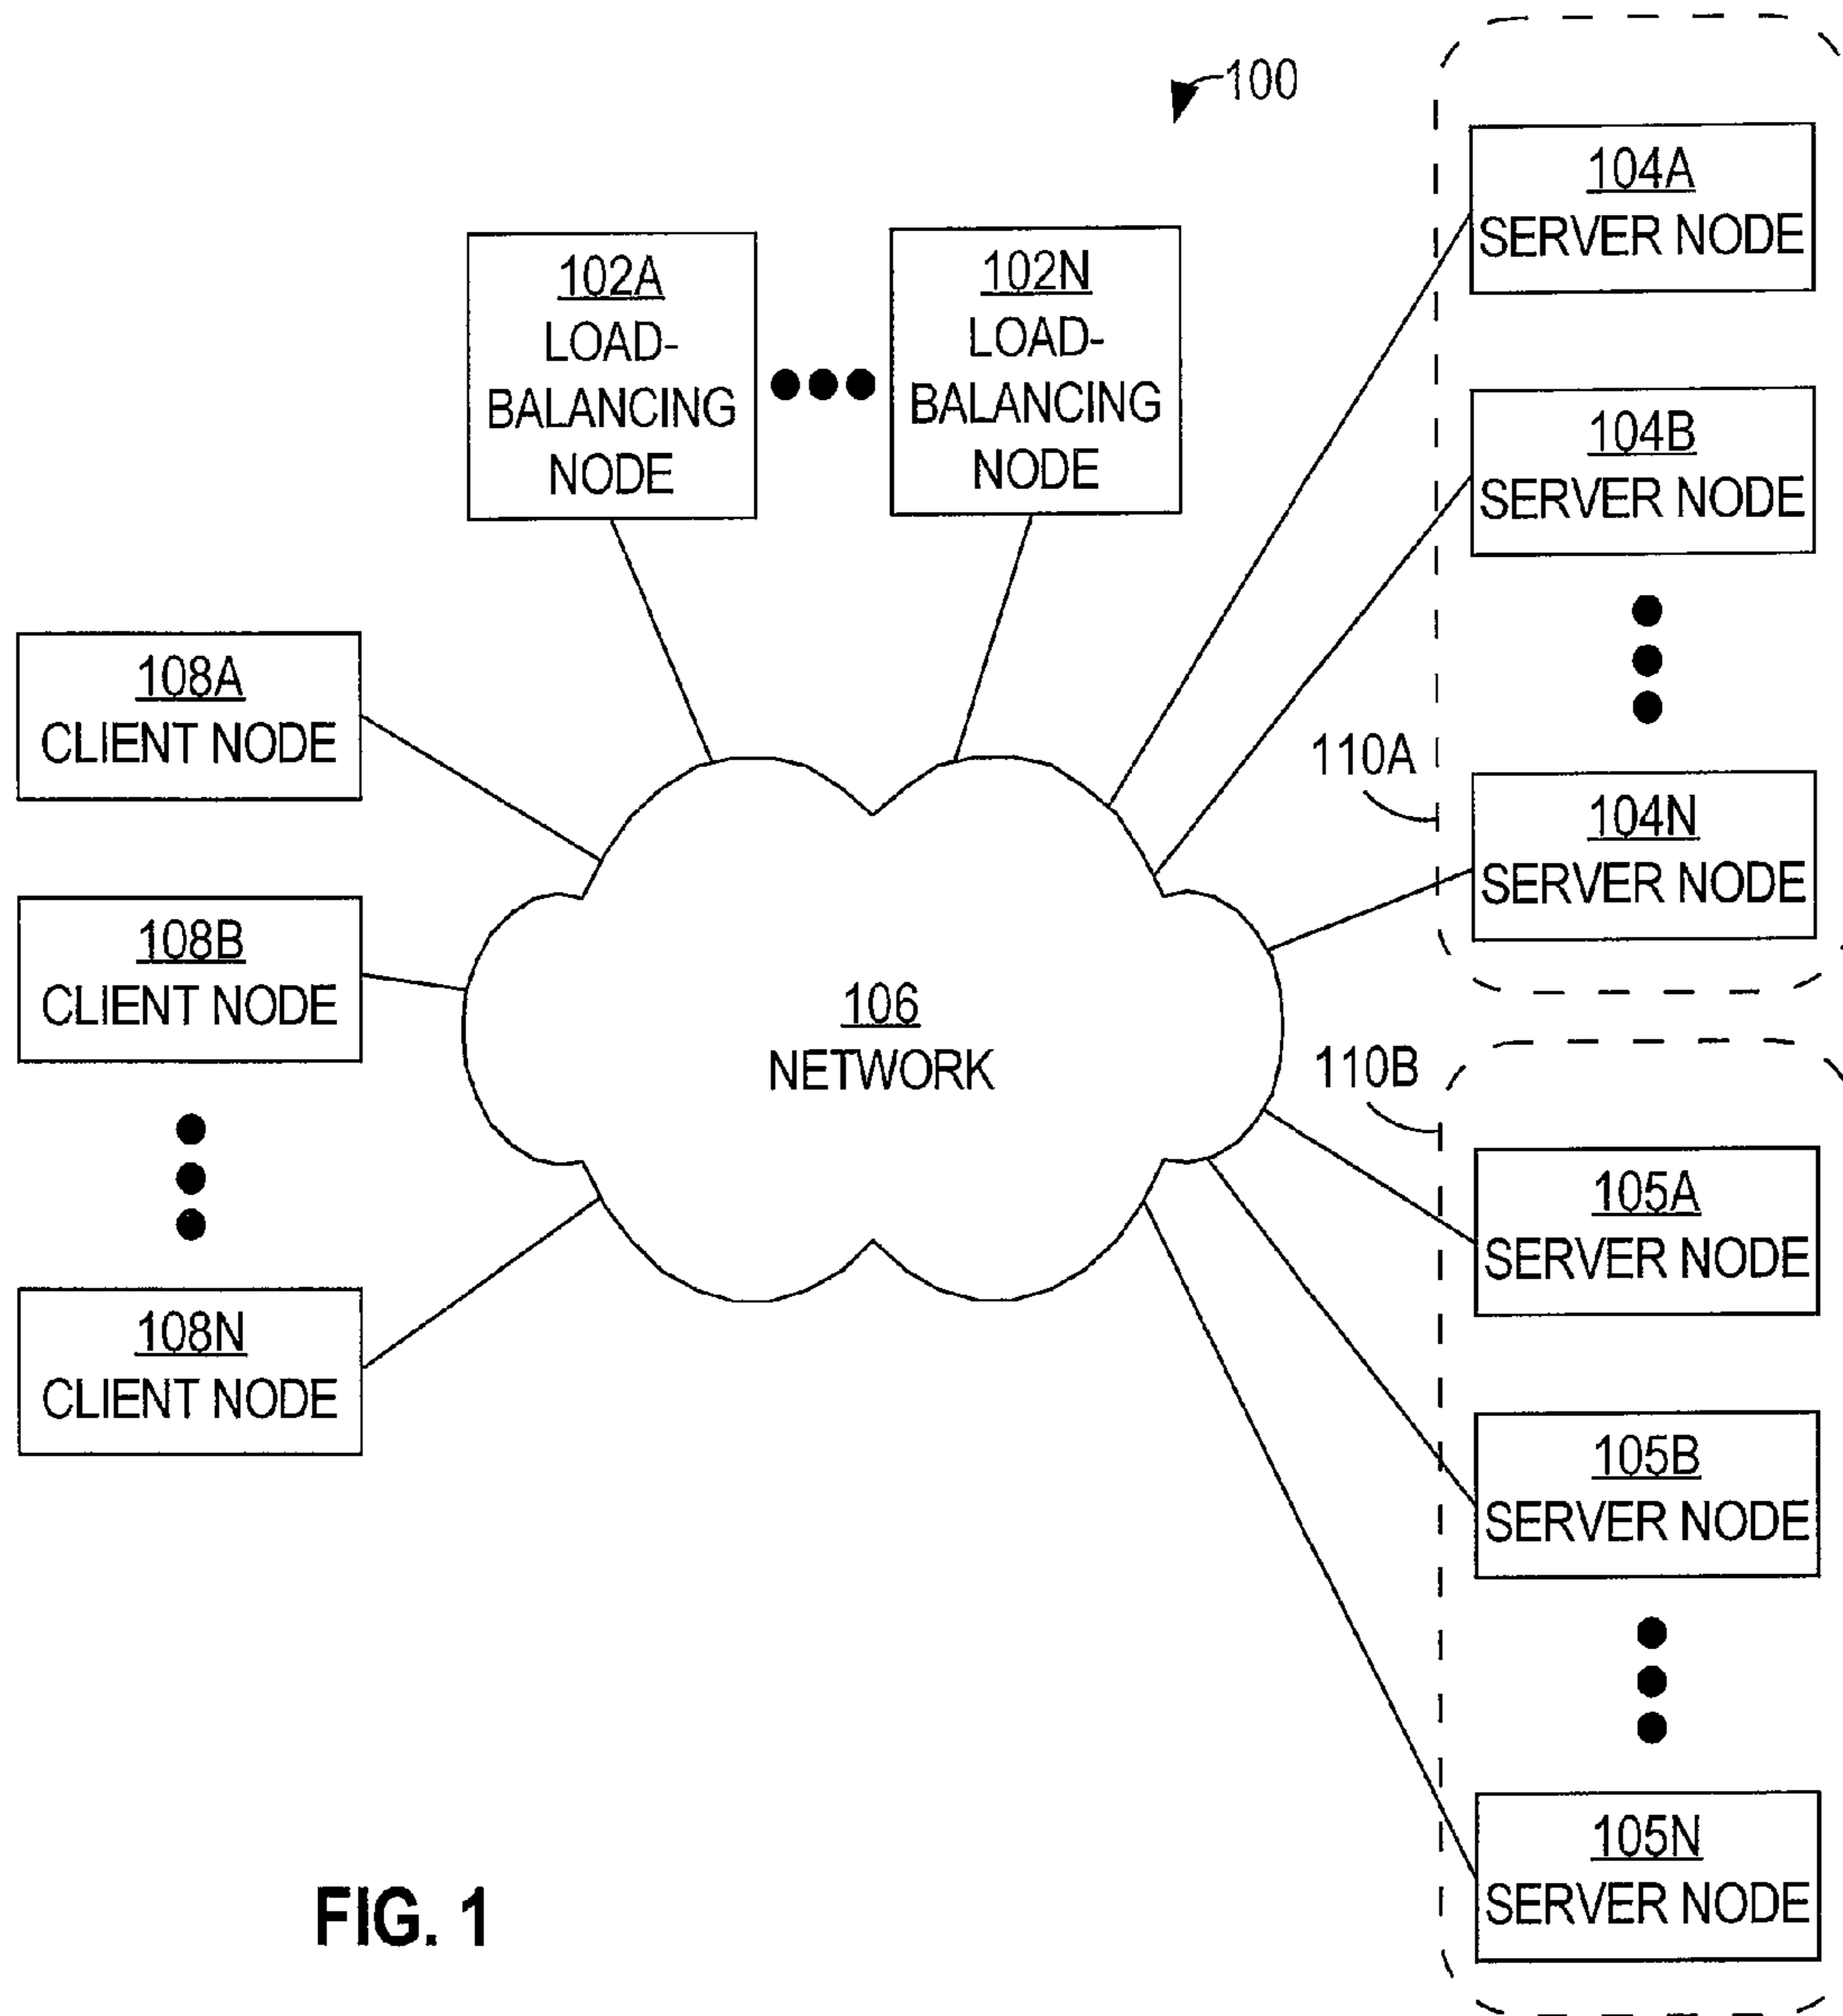 100
104A
SERVER NODE
102A
LOAD-
BALANCING
NODE
102N
LOAD-
BALANCING
NODE
104B
SERVER NODE
108A
CLIENT NODE
110A
104N
SERVER NODE
108B
CLIENT NODE
106
NETWORK
110B
105A
SERVER NODE
108N
CLIENT NODE
105B
SERVER NODE
105N
SERVER NODE
FIG. 1